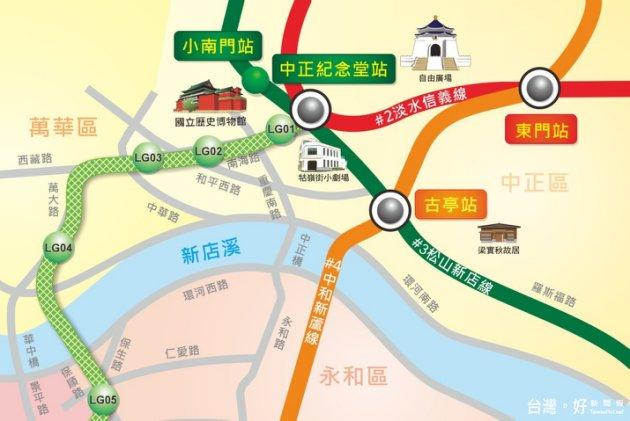 小南門站
中正紀念堂站
自由廣場
#2淡水信義線
東門站
國立歷史博物館
萬華區
LG01
LG02
LG03
西藏路
南海路
和平西路
重慶南路
牯嶺街小劇場
中正區
萬大路
中華路
古亭站
梁實秋故居
LG04
新店溪
中正橋
#3松山新店線
#4中和新蘆線
環河西路
環河南路
羅斯福路
華中橋
保生路
仁愛路
永和路
景平路
保順路
永和區
LG05
台灣。好新聞報